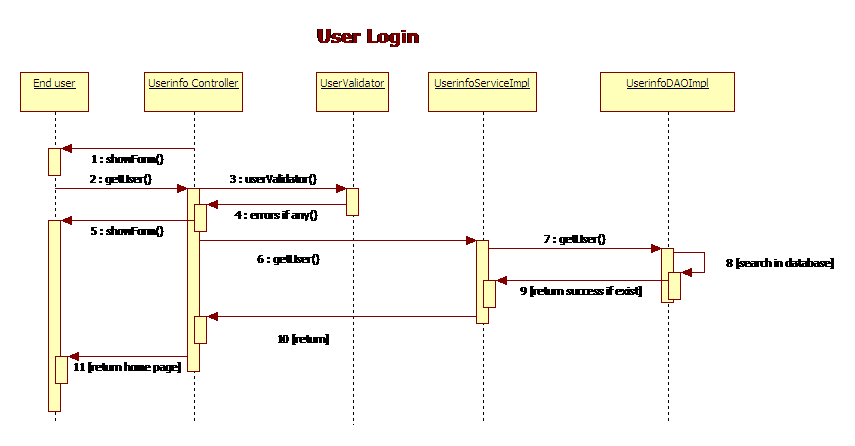 User Login
End user
Userinfo Controller
UserValidator
UserinfoServiceImpl
UserinfoDAOImpl
1 : showForm()
2 : getUser()
3 : userValidator()
4 : errors if any()
5 : showForm()
6 : getUser()
7 : getUser()
8 [search in database]
9 [return success if exist]
10 [return]
11 [return home page]